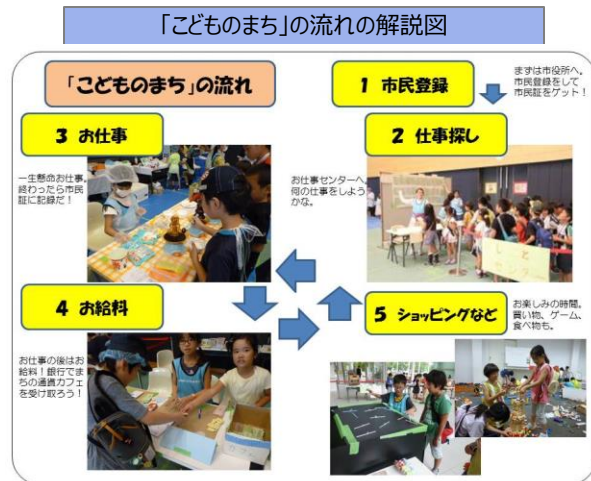 「こどものまち」の流れの解説図
「こどものまち」の流れ
1 市民登録
まずは市役所へ。
市民登録をして
市民証をゲット！
2 仕事探し
お仕事センターへ。
何の仕事をしよう
かな。
しごと
センター
3 お仕事
一生懸命お仕事。
終わったら市民
証に記録だ！
4 お給料
お仕事の後はお
給料！銀行でま
ちの通貨カフェ
を受け取ろう！
5 ショッピングなど
お楽しみの時間。
買い物、ゲーム、
食べ物も。